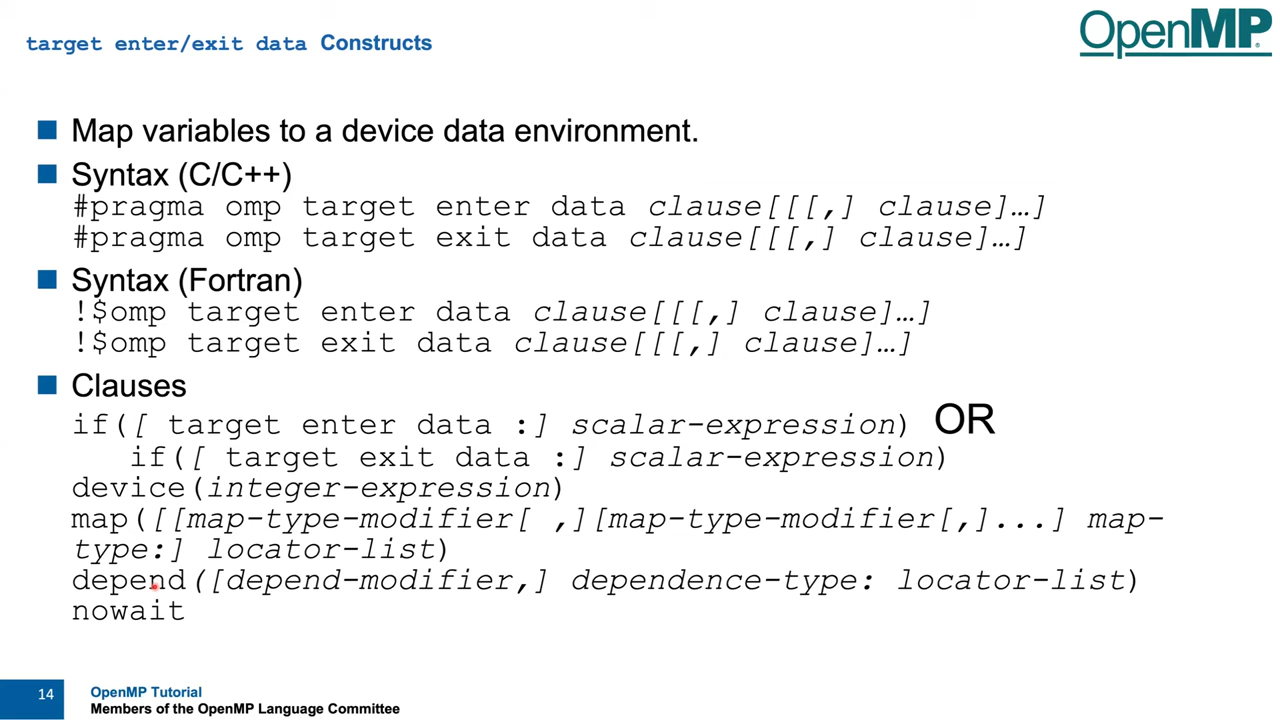 target enter/exit data Constructs
OpenMP®
Map variables to a device data environment.
Syntax (C/C++)
#pragma omp target enter data clause[[[,] clause]…]
#pragma omp target exit data clause[[[,] clause]…]
Syntax (Fortran)
!$omp target enter data clause[[[,] clause]…]
!$omp target exit data clause[[[,] clause]…]
Clauses
if([ target enter data :] scalar-expression) OR
if([ target exit data :] scalar-expression)
device(integer-expression)
map([[map-type-modifier[ ,][map-type-modifier[,]...] map-
type:] locator-list)
depend([depend-modifier,] dependence-type: locator-list)
nowait
14
OpenMP Tutorial
Members of the OpenMP Language Committee